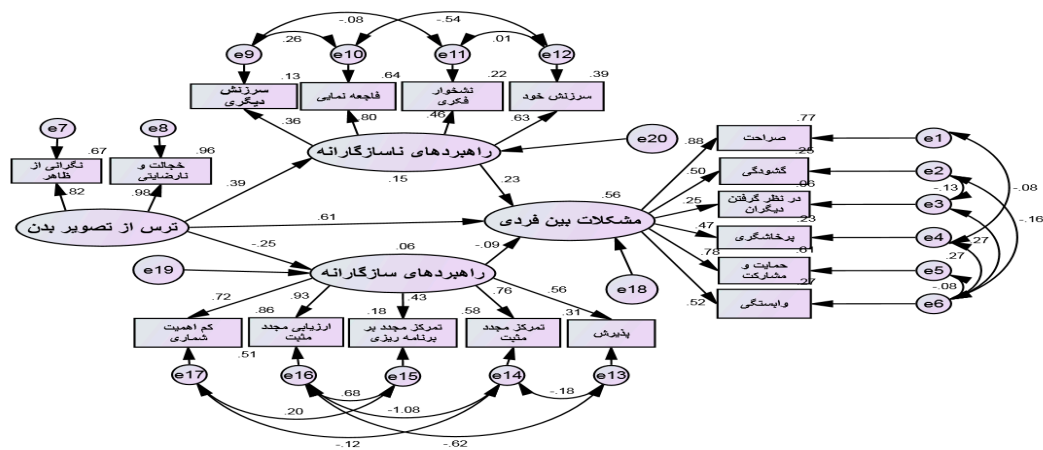 -.08
-.54
.26
.01
e9
e10
e11
e12
.13
.64
.22
.39
سرزنش
دیگری
فاجعه نمایی
نشخوار
فکری
سرزنش خود
.36
.80
.46
.63
e7
e8
.67
.96
نگرانی از
ظاهر
خجالت و
نارضایتی
.82
.98
راهبردهای ناسازگارانه
.15
e20
.39
.23
ترس از تصویر بدن
.61
.56
مشکلات بین فردی
-.25
-.09
e19
.06
راهبردهای سازگارانه
e18
.77
صراحت
e1
.88
.25
گشودگی
e2
.50
.06
در نظر گرفتن
دیگران
e3
.25
.23
پرخاشگری
e4
.47
.61
حمایت و
مشارکت
e5
.78
.27
وابستگی
e6
.52
-.13
-.08
-.16
.27
.27
-.08
.72
.93
.43
.76
.56
.51
.86
.18
.58
.31
کم اهمیت
شماری
ارزیابی مجدد
مثبت
تمرکز مجدد بر
برنامه ریزی
تمرکز مجدد
مثبت
پذیرش
e17
e16
e15
e14
e13
.68
-.18
.20
-1.08
-.12
-.62